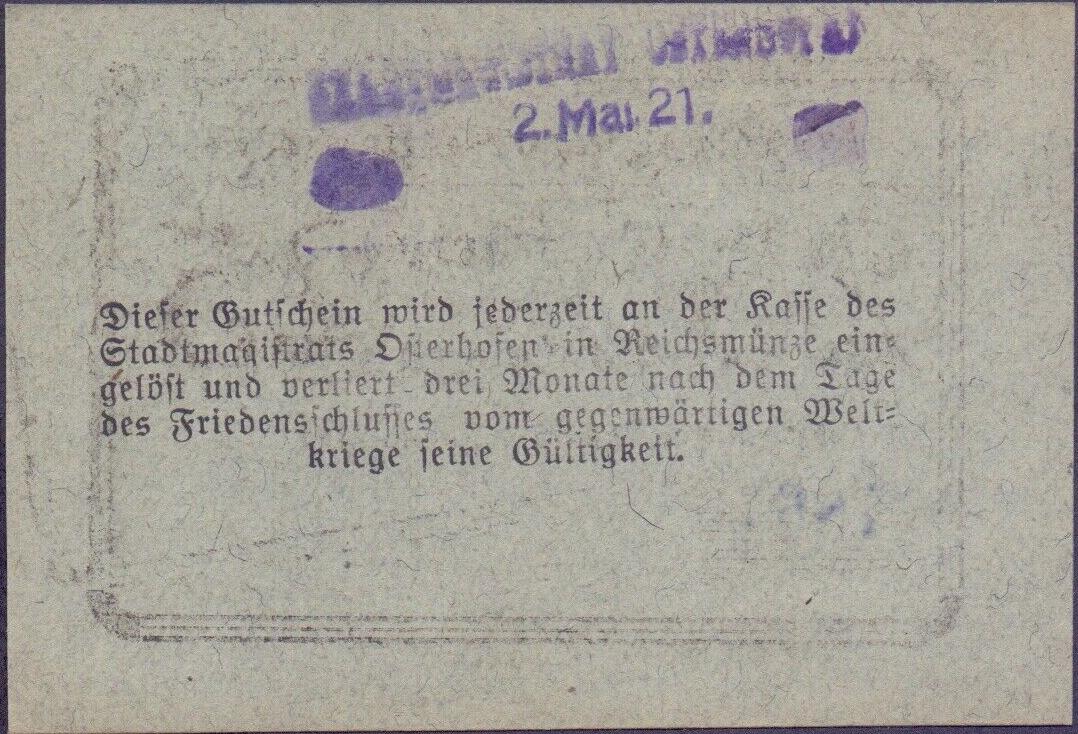 2. Mai 21.
Dieser Gutschein wird jederzeit an der Kasse des
Stadtmagistrats Osterhofen in Reichsmünze ein-
gelöst und verliert drei Monate nach dem Tage
des Friedensschlusses vom gegenwärtigen Welt-
kriege seine Gültigkeit.